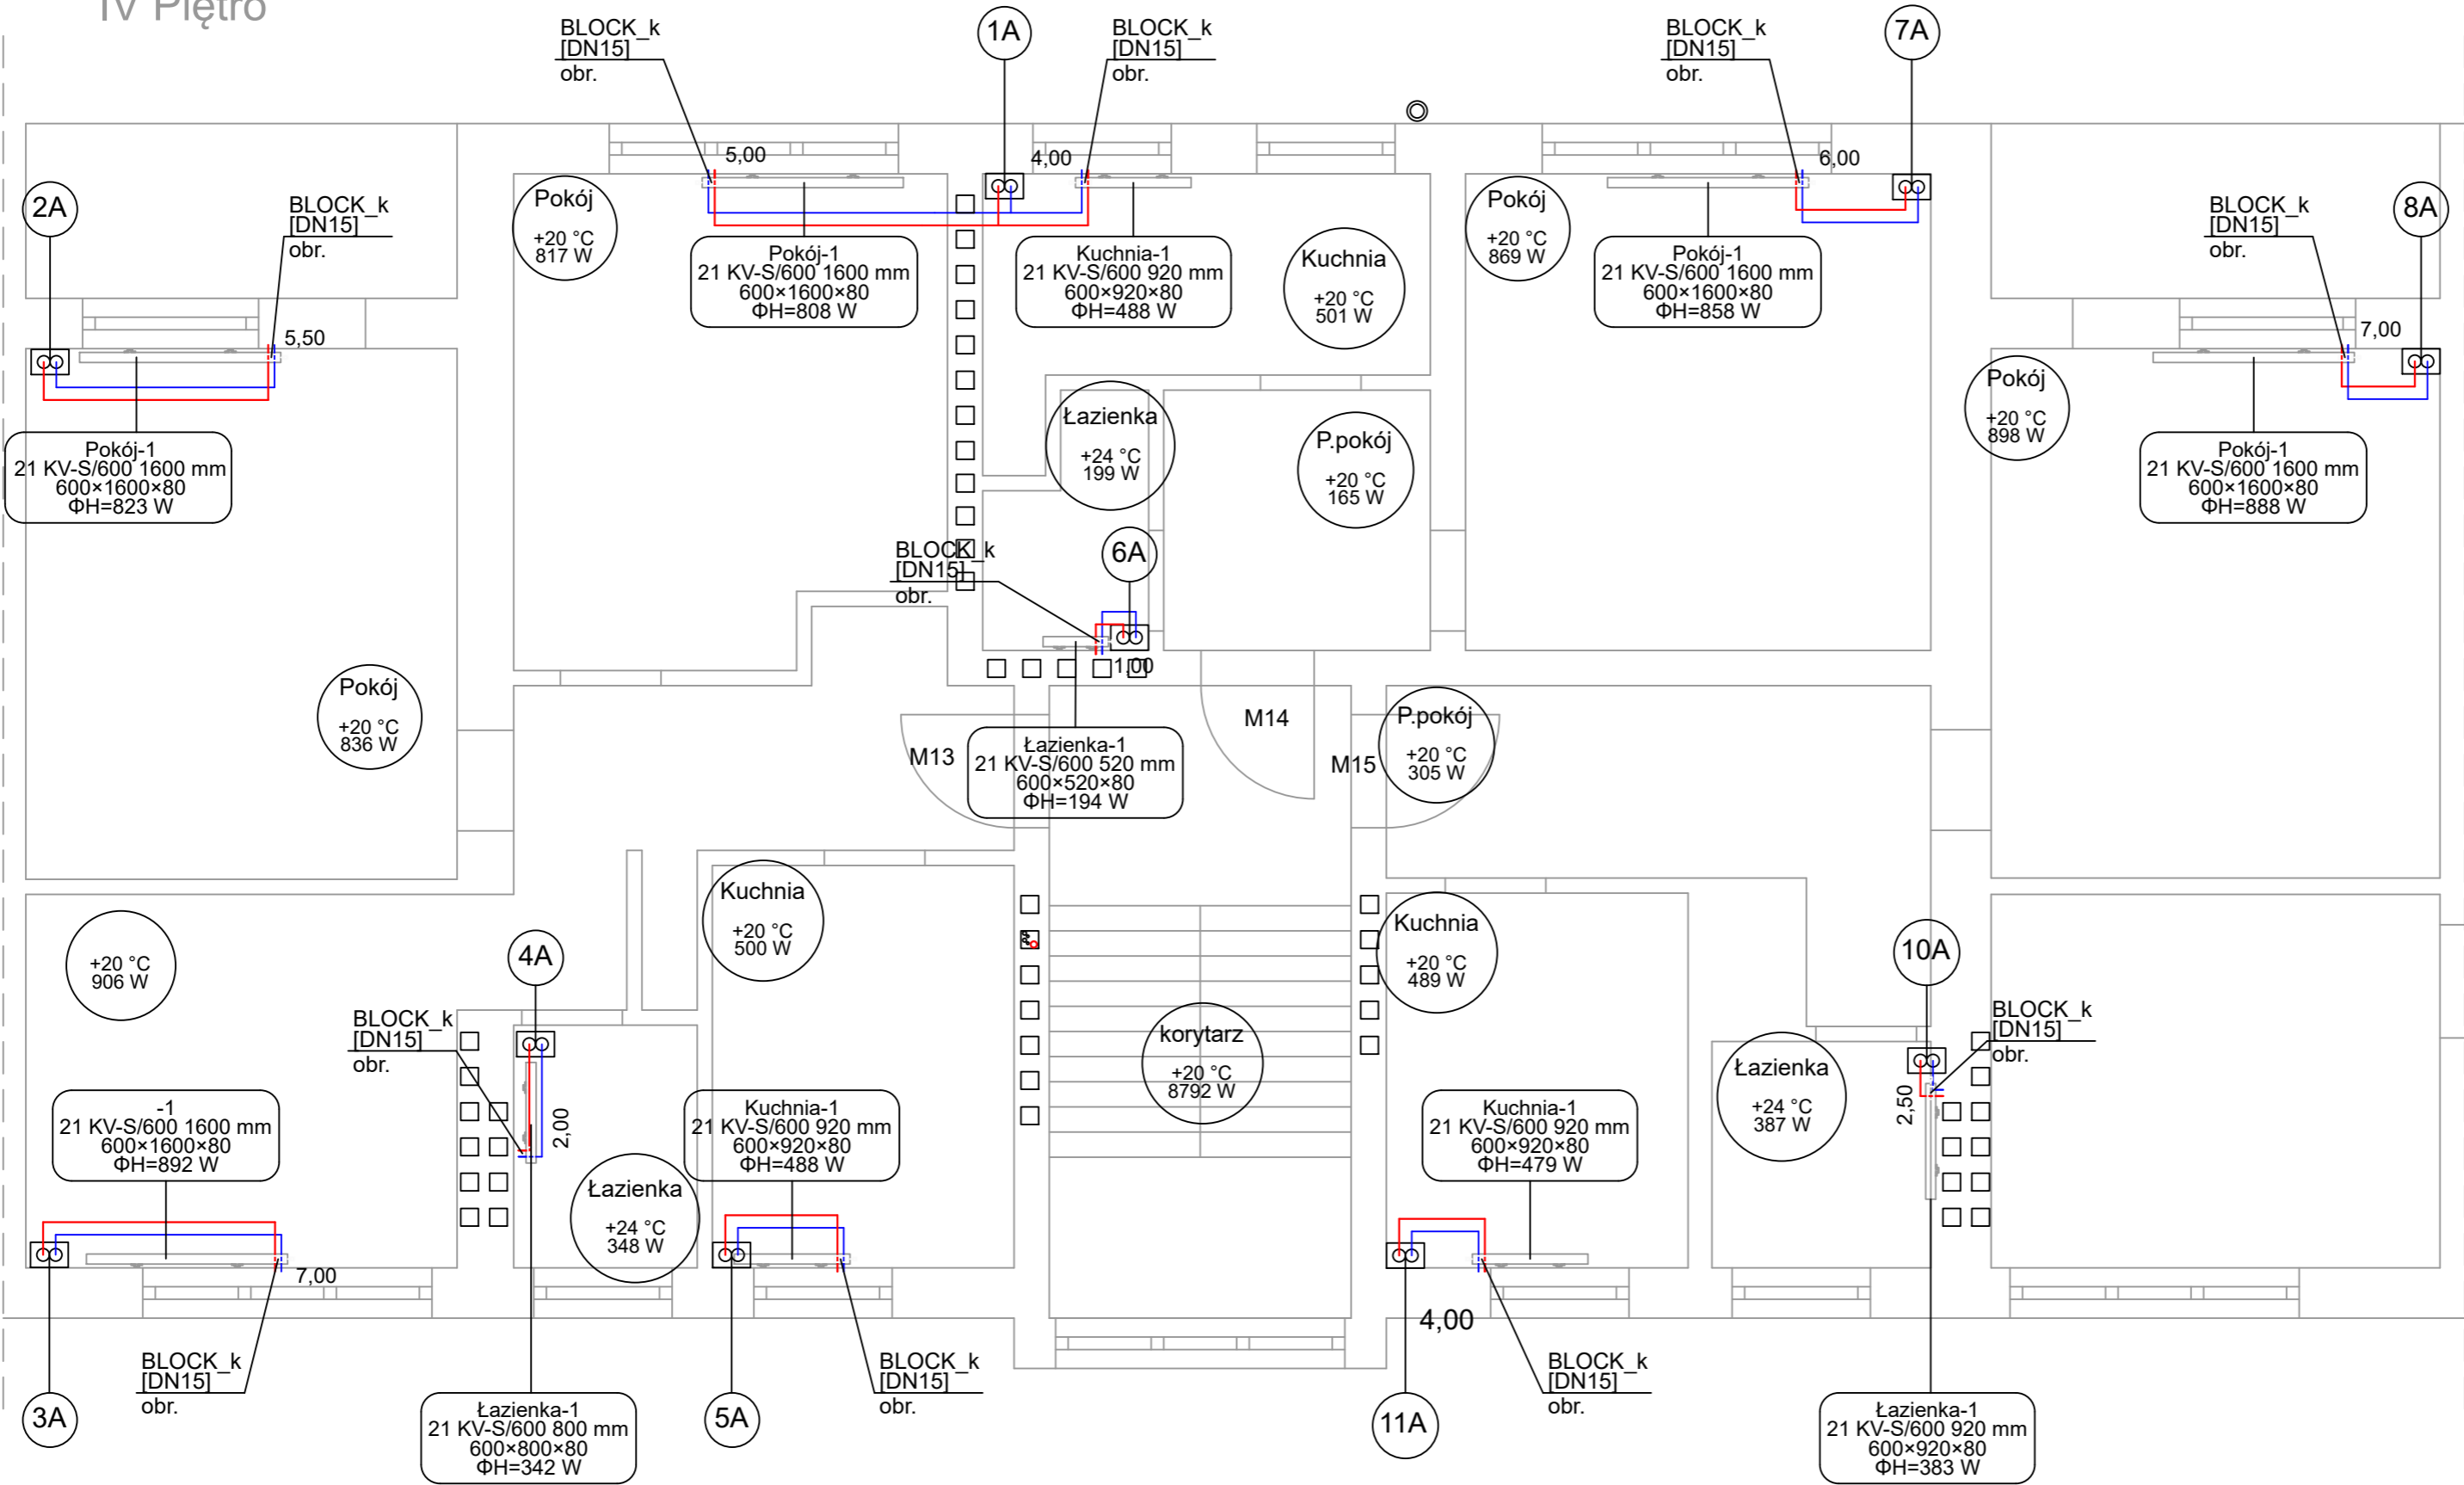 IV Piętro
BLOCK_k
[DN15]
obr.
1A
BLOCK_k
[DN15]
obr.
BLOCK_k
[DN15]
obr.
7A
2A
BLOCK_k
[DN15]
obr.
5,50
5,00
4,00
6,00
BLOCK_k
[DN15]
obr.
8A
7,00
Pokój
+20 °C
817 W
Pokój-1
21 KV-S/600 1600 mm
600×1600×80
ΦH=808 W
Kuchnia-1
21 KV-S/600 920 mm
600×920×80
ΦH=488 W
Kuchnia
+20 °C
501 W
Pokój
+20 °C
869 W
Pokój-1
21 KV-S/600 1600 mm
600×1600×80
ΦH=858 W
Pokój-1
21 KV-S/600 1600 mm
600×1600×80
ΦH=823 W
Łazienka
+24 °C
199 W
P.pokój
+20 °C
165 W
Pokój
+20 °C
898 W
Pokój-1
21 KV-S/600 1600 mm
600×1600×80
ΦH=888 W
BLOCK_k
[DN15]
obr.
6A
1,00
Pokój
+20 °C
836 W
M13
Łazienka-1
21 KV-S/600 520 mm
600×520×80
ΦH=194 W
M14
M15
P.pokój
+20 °C
305 W
+20 °C
906 W
4A
Kuchnia
+20 °C
500 W
Kuchnia
+20 °C
489 W
10A
BLOCK_k
[DN15]
obr.
korytarz
+20 °C
8792 W
Łazienka
+24 °C
387 W
2,50
BLOCK_k
[DN15]
obr.
-1
21 KV-S/600 1600 mm
600×1600×80
ΦH=892 W
2,00
Kuchnia-1
21 KV-S/600 920 mm
600×920×80
ΦH=488 W
Kuchnia-1
21 KV-S/600 920 mm
600×920×80
ΦH=479 W
Łazienka
+24 °C
348 W
7,00
4,00
BLOCK_k
[DN15]
obr.
3A
Łazienka-1
21 KV-S/600 800 mm
600×800×80
ΦH=342 W
5A
BLOCK_k
[DN15]
obr.
11A
BLOCK_k
[DN15]
obr.
Łazienka-1
21 KV-S/600 920 mm
600×920×80
ΦH=383 W